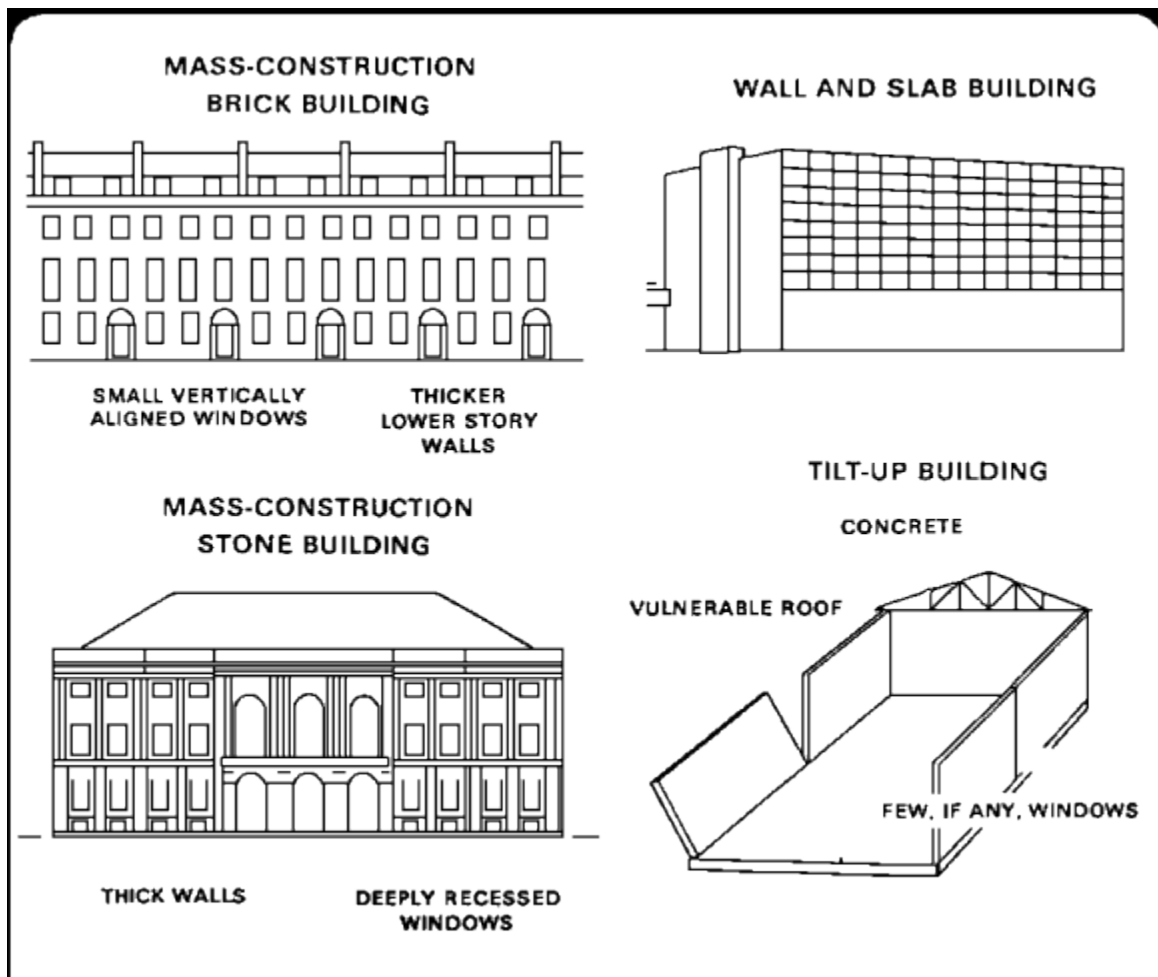 MASS-CONSTRUCTION
BRICK BUILDING
SMALL VERTICALLY
ALIGNED WINDOWS
THICKER
LOWER STORY
WALLS
WALL AND SLAB BUILDING
MASS-CONSTRUCTION
STONE BUILDING
THICK WALLS
DEEPLY RECESSED
WINDOWS
TILT-UP BUILDING
CONCRETE
VULNERABLE ROOF
FEW, IF ANY, WINDOWS